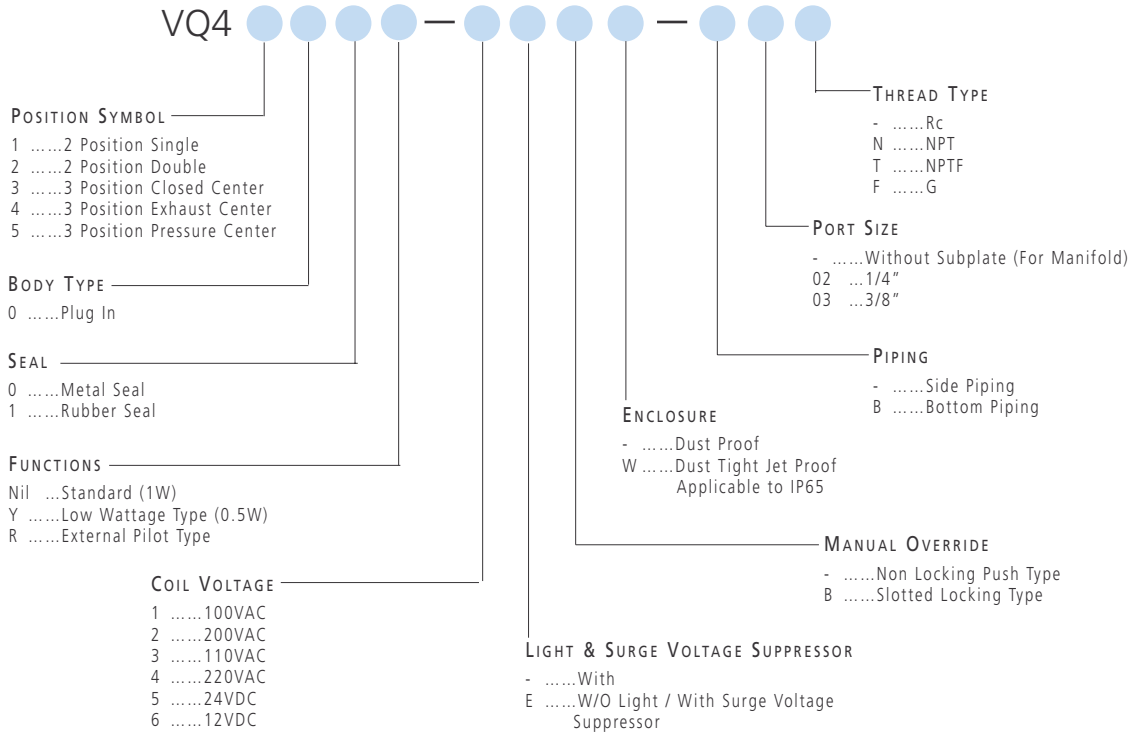 VQ4 — —
POSITION SYMBOL
1 ……2 Position Single
2 ……2 Position Double
3 ……3 Position Closed Center
4 ……3 Position Exhaust Center
5 ……3 Position Pressure Center
BODY TYPE
0 ……Plug In
SEAL
0 ……Metal Seal
1 ……Rubber Seal
FUNCTIONS
Nil …Standard (1W)
Y ……Low Wattage Type (0.5W)
R ……External Pilot Type
COIL VOLTAGE
1 ……100VAC
2 ……200VAC
3 ……110VAC
4 ……220VAC
5 ……24VDC
6 ……12VDC
LIGHT & SURGE VOLTAGE SUPPRESSOR
- ……With
E ……W/O Light / With Surge Voltage
Suppressor
MANUAL OVERRIDE
- ……Non Locking Push Type
B ……Slotted Locking Type
ENCLOSURE
- ……Dust Proof
W ……Dust Tight Jet Proof
Applicable to IP65
PIPING
- ……Side Piping
B ……Bottom Piping
PORT SIZE
- ……Without Subplate (For Manifold)
02 …1/4”
03 …3/8”
THREAD TYPE
- ……Rc
N ……NPT
T ……NPTF
F ……G